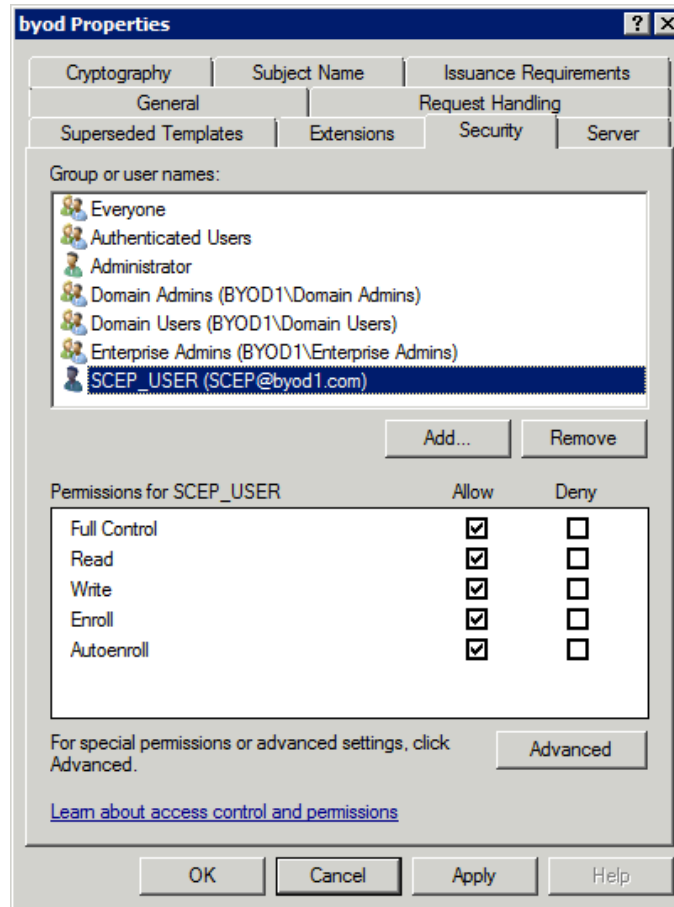 byod Properties
Cryptography Subject Name Issuance Requirements
General Request Handling
Superseded Templates Extensions Security Server
Group or user names:
Everyone
Authenticated Users
Administrator
Domain Admins (BYOD1\Domain Admins)
Domain Users (BYOD1\Domain Users)
Enterprise Admins (BYOD1\Enterprise Admins)
SCEP_USER (SCEP@byod1.com)
Add... Remove
Permissions for SCEP_USER Allow Deny
Full Control
Read
Write
Enroll
Autoenroll
For special permissions or advanced settings, click
Advanced.
Advanced
Learn about access control and permissions
OK Cancel Apply Help